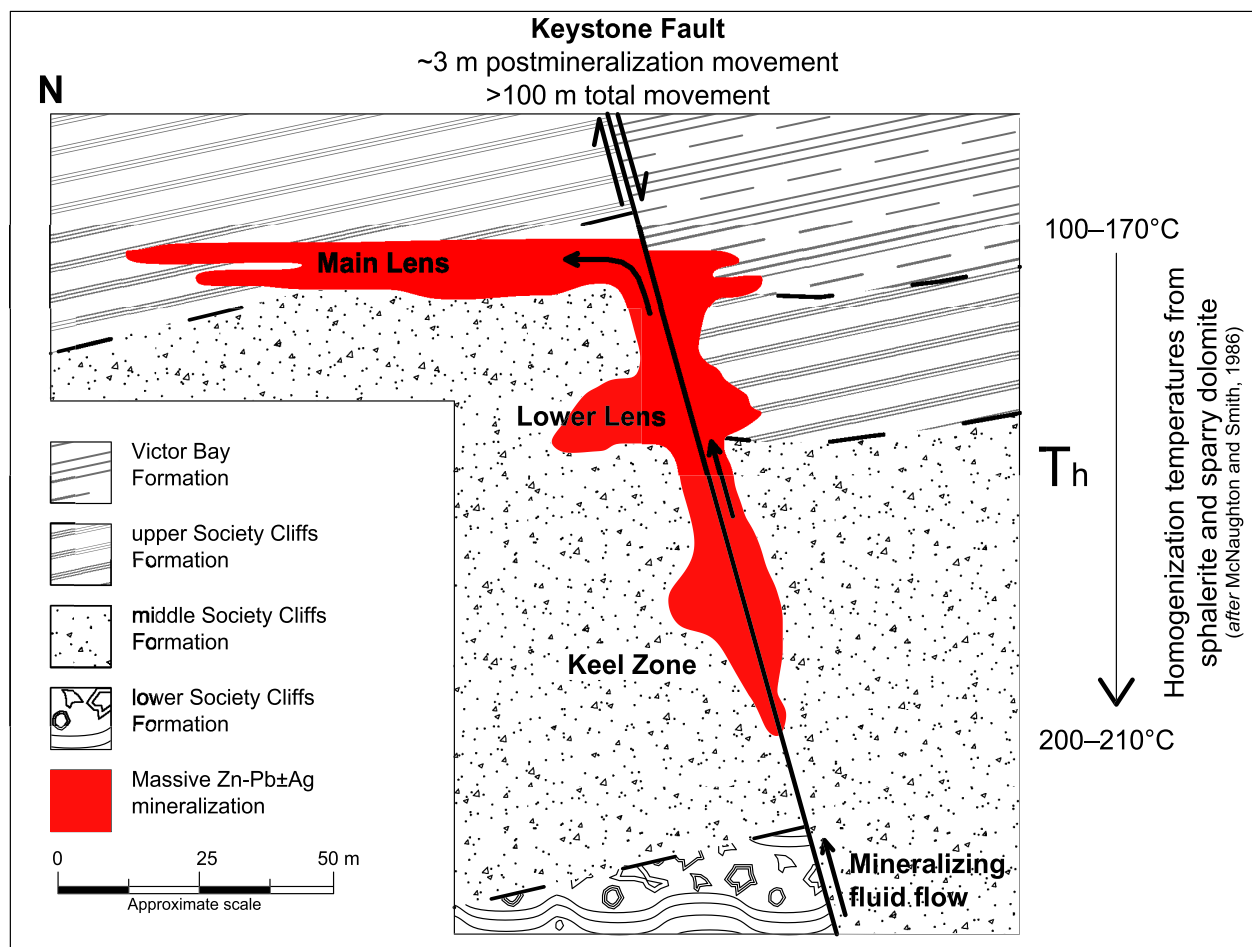 Keystone Fault
~3 m postmineralization movement
>100 m total movement
N
100–170°C
Main Lens
Lower Lens
Th
Homogenization temperatures from
sphalerite and sparry dolomite
(after McNaughton and Smith, 1986)
Victor Bay
Formation
upper Society Cliffs
Formation
middle Society Cliffs
Formation
Keel Zone
lower Society Cliffs
Formation
200–210°C
Massive Zn-Pb±Ag
mineralization
0 25 50 m
Approximate scale
Mineralizing
fluid flow